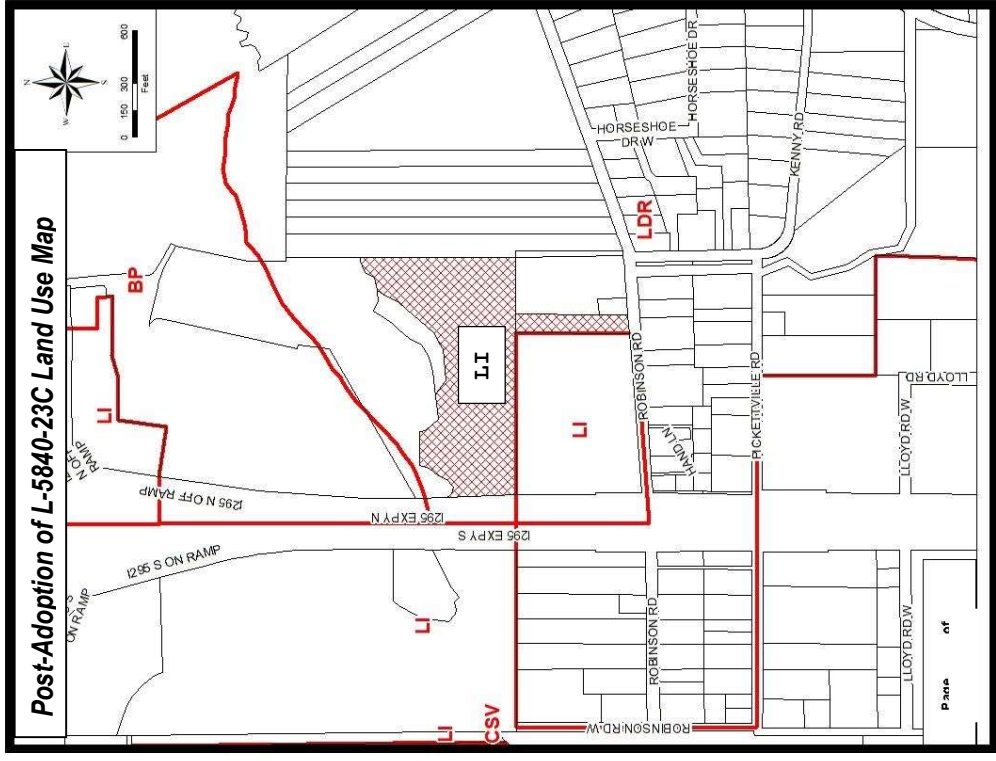 Post-Adoption of L-5840-23C Land Use Map
N
W
E
S
0 150 300 600
Feet
BP
LI
N OFF
RAMP
I295 N OFF RAMP
I295 S ON RAMP
ON RAMP
I295 EXPY N
I295 EXPY S
LI
LI
LI
LI
CSV
LDR
HORSESHOE
DR W
HORSESHOE DR
KENNY RD
ROBINSON RD
HAND LN
PICKETTVILLE RD
LLOYD RD
LLOYD RD W
ROBINSON RD
ROBINSON RD W
LLOYD RD W
Page of